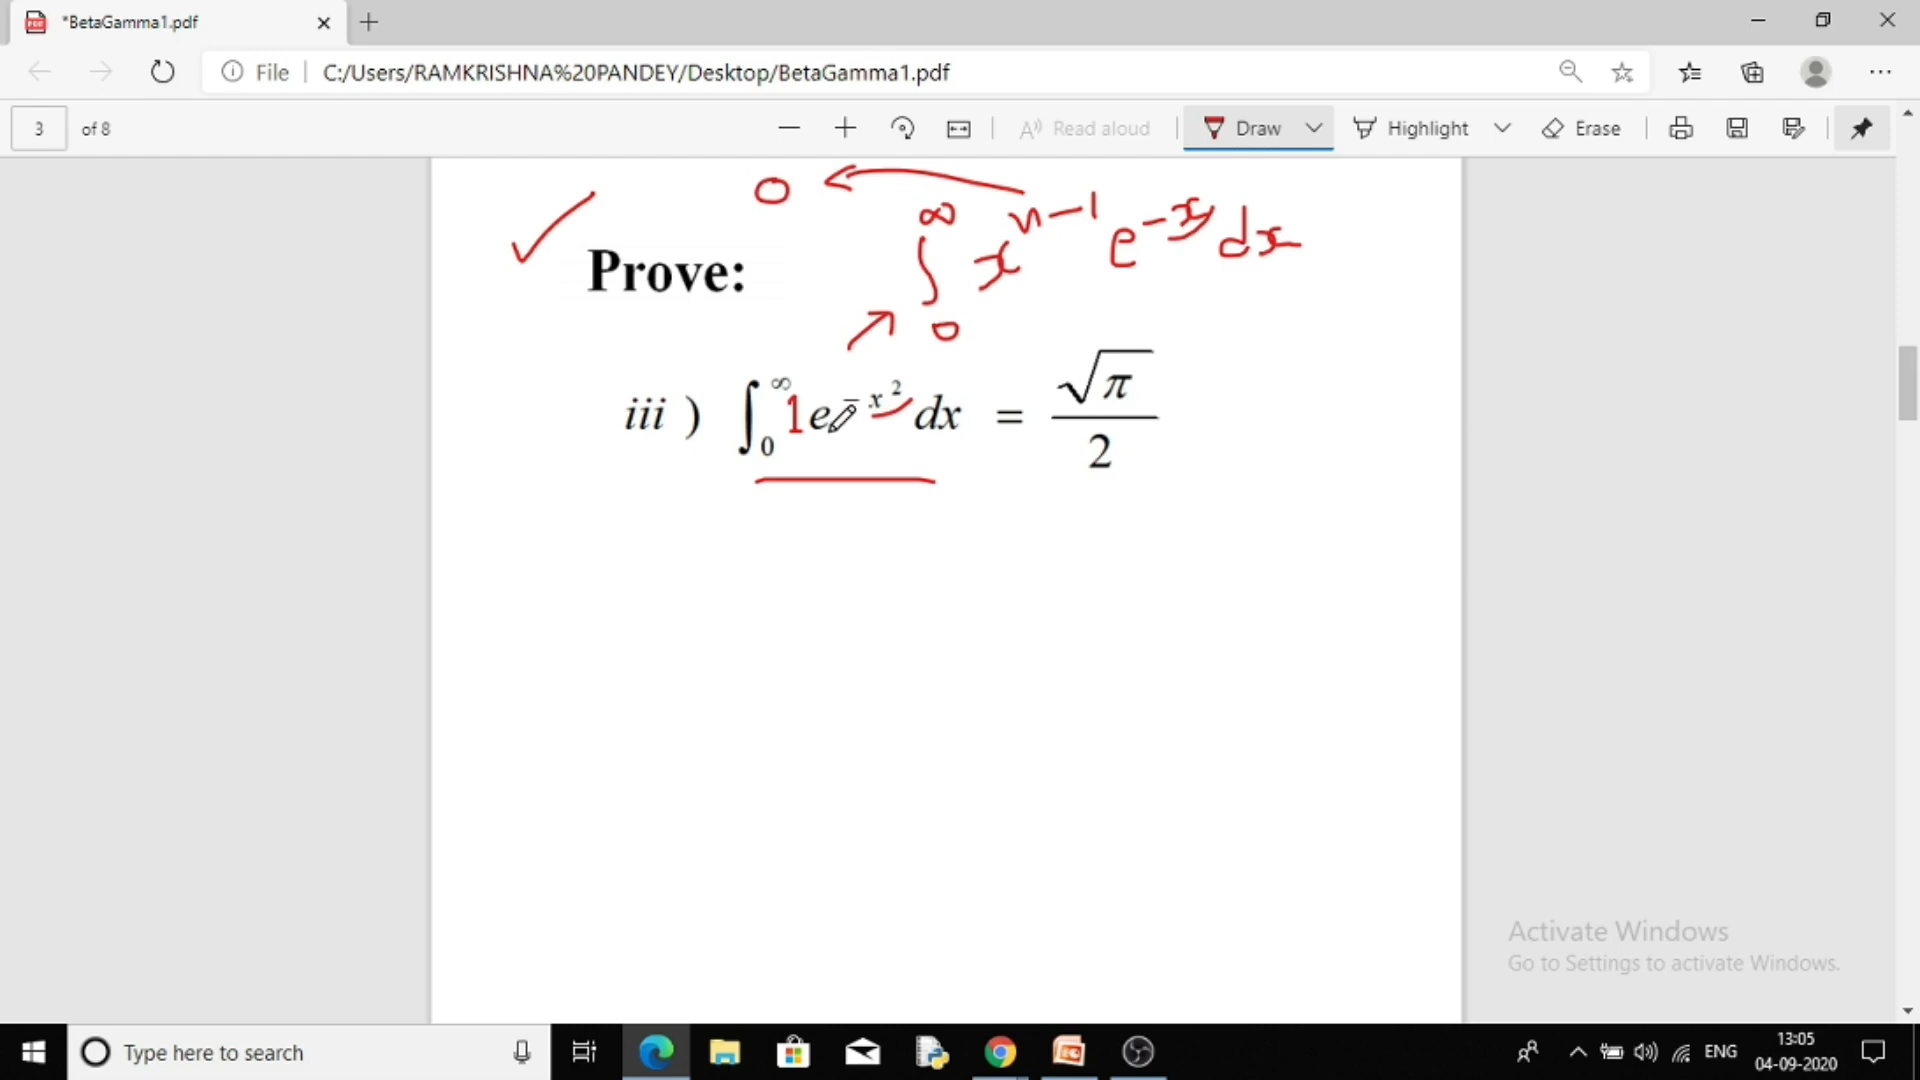 *BetaGamma1.pdf
File C:/Users/RAMKRISHNA%20PANDEY/Desktop/BetaGamma1.pdf
3 of 8 Read aloud Draw Highlight Erase
0
∫₀^∞ x^{n-1} e^{-x} dx
Prove:
iii ) ∫₀^∞ 1 e^{-x²} dx = √π / 2
Activate Windows
Go to Settings to activate Windows.
Type here to search
ENG
13:05
04-09-2020